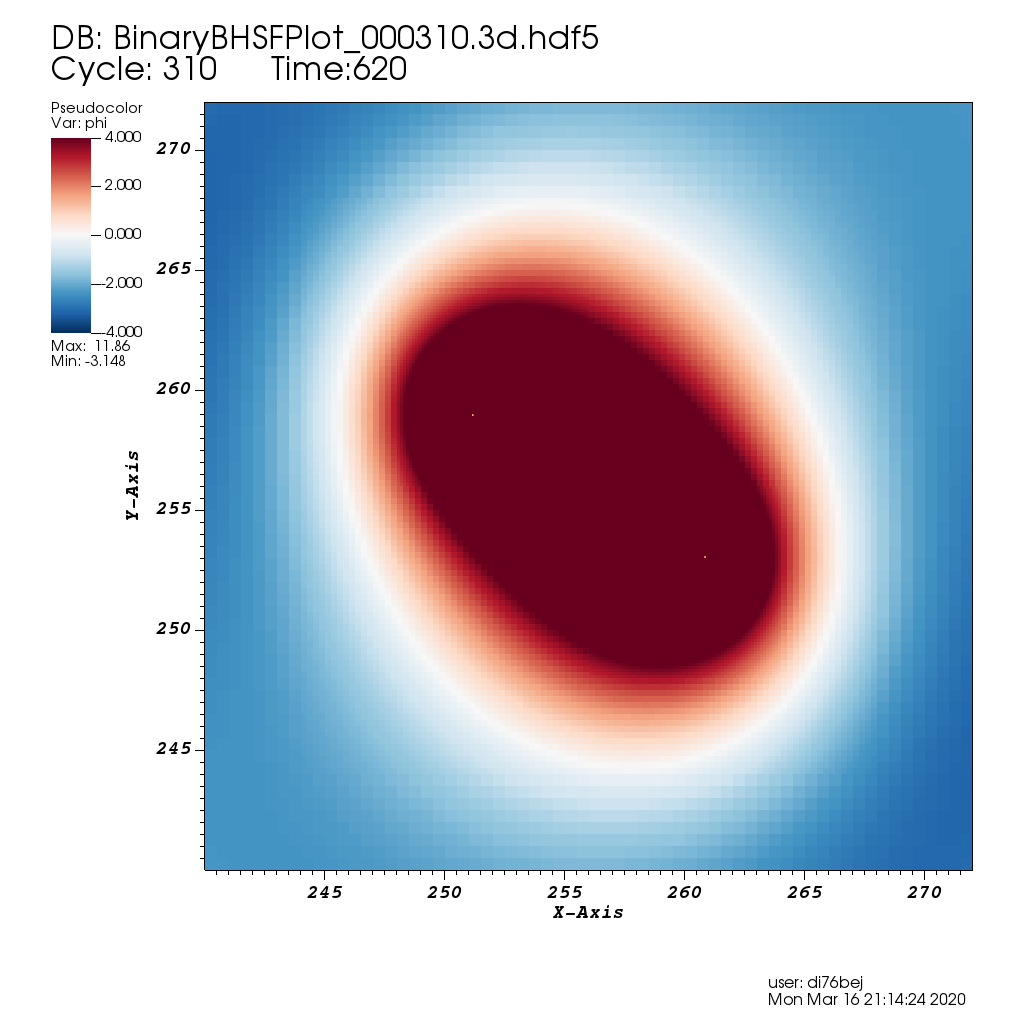 DB: BinaryBHSFPlot_000310.3d.hdf5
Cycle: 310 Time:620
Pseudocolor
Var: phi
4.000
2.000
0.000
-2.000
-4.000
Max: 11.86
Min: -3.148
270
265
260
255
250
245
Y-Axis
245 250 255 260 265 270
X-Axis
user: di76bej
Mon Mar 16 21:14:24 2020